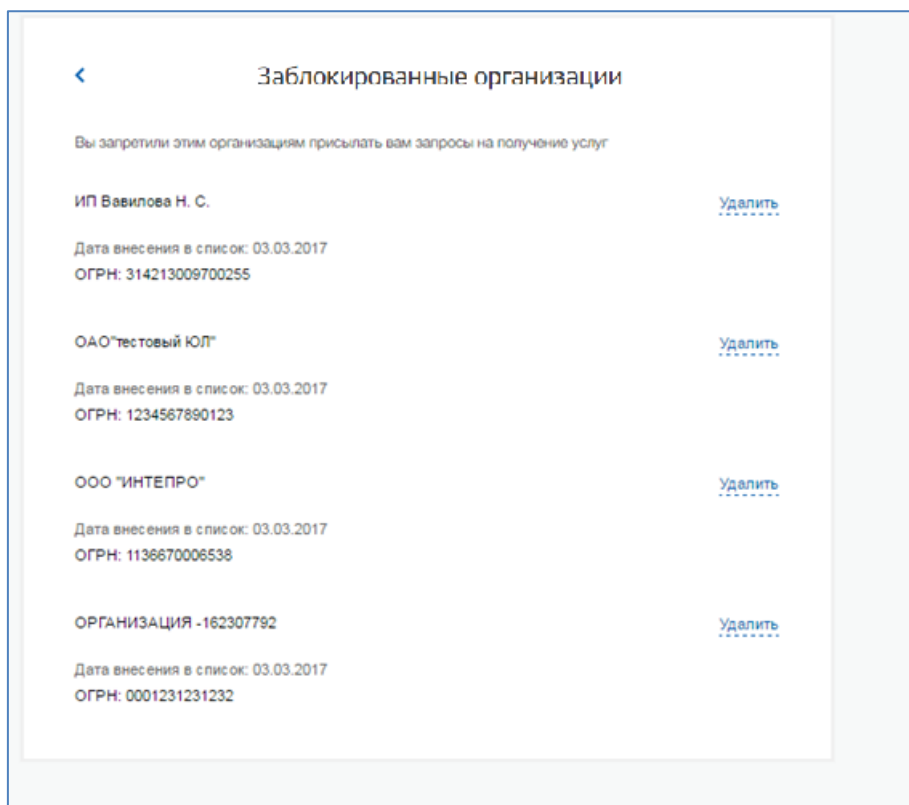 Заблокированные организации
Вы запретили этим организациям присылать вам запросы на получение услуг
ИП Вавилова Н. С.
Удалить
Дата внесения в список: 03.03.2017
ОГРН: 314213009700255
ОАО"тестовый ЮЛ"
Удалить
Дата внесения в список: 03.03.2017
ОГРН: 1234567890123
ООО "ИНТЕПРО"
Удалить
Дата внесения в список: 03.03.2017
ОГРН: 1136670006538
ОРГАНИЗАЦИЯ -162307792
Удалить
Дата внесения в список: 03.03.2017
ОГРН: 0001231231232